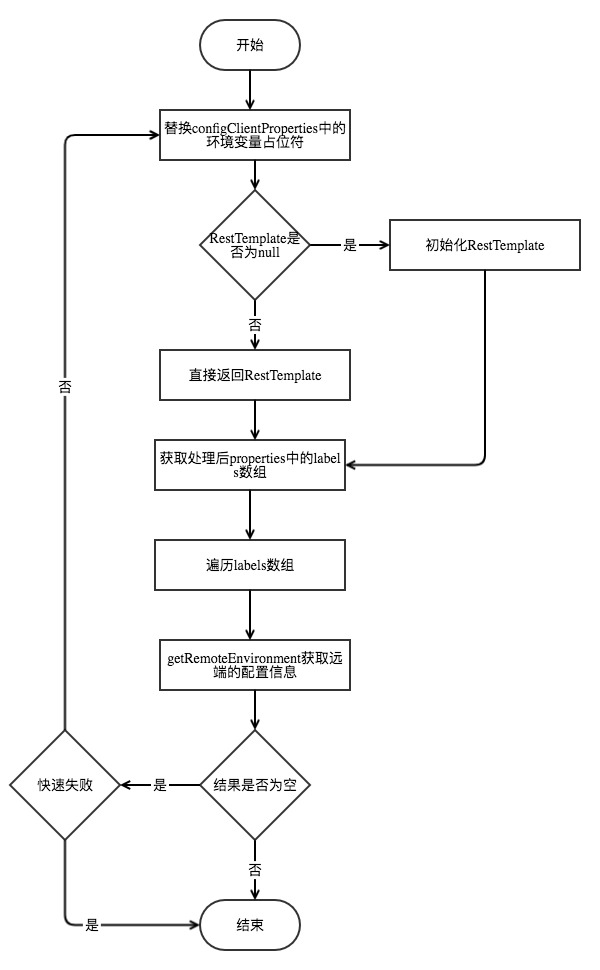 开始
替换configClientProperties中的
环境变量占位符
RestTemplate是
否为null
是
初始化RestTemplate
否
直接返回RestTemplate
否
获取处理后properties中的label
s数组
遍历labels数组
getRemoteEnvironment获取远
端的配置信息
快速失败
是
结果是否为空
否
是
结束